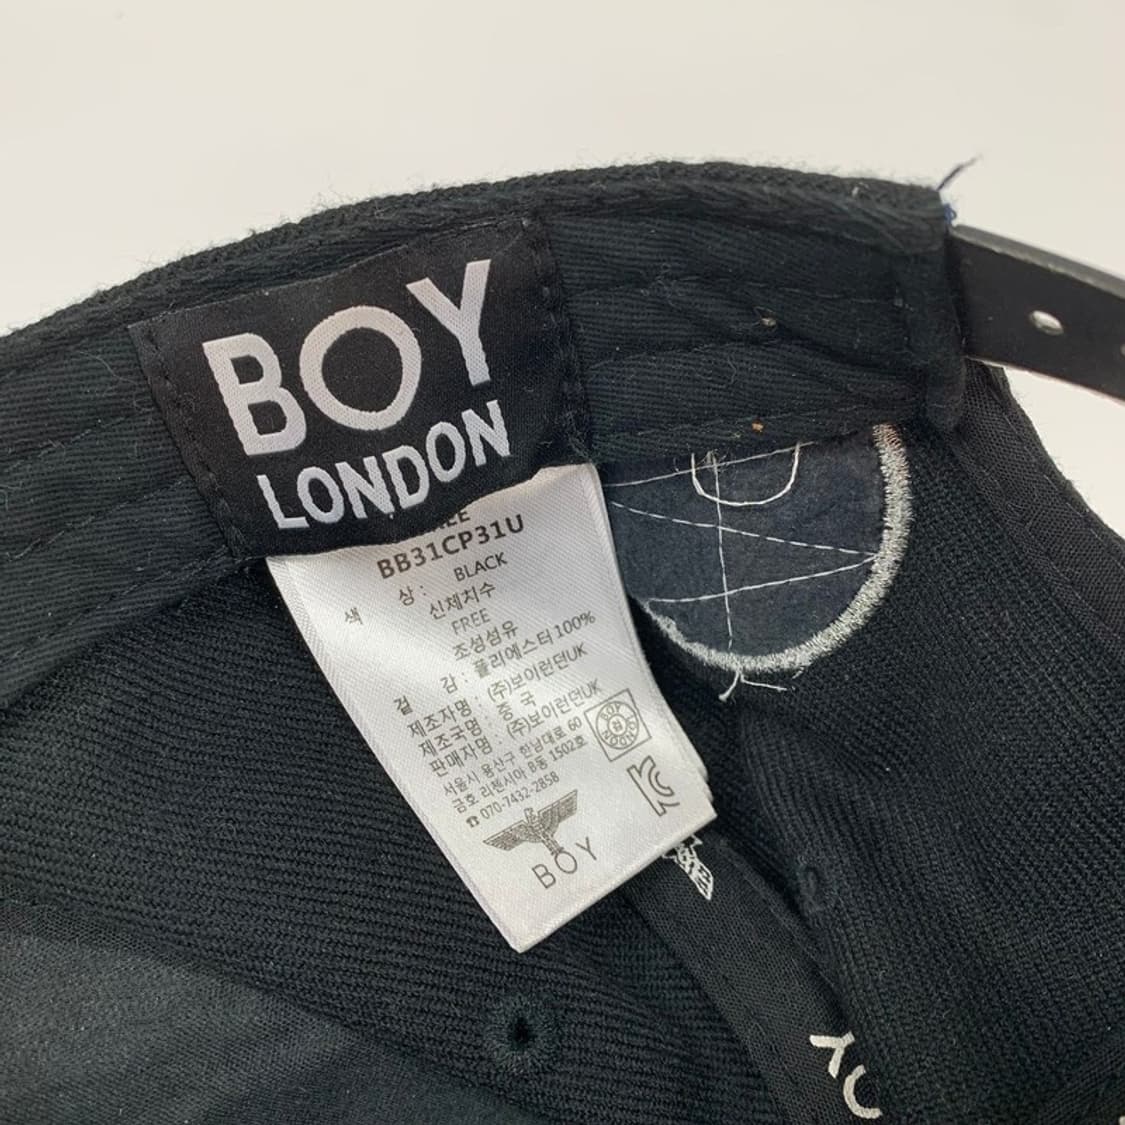 BOY
LONDON
BB31CP31U
색 상 : BLACK
신체치수
FREE
조성섬유
겉 감 : 폴리에스터 100%
제조자명 : (주)보이런던UK
제조국명 : 중 국
판매자명 : (주)보이런던UK
서울시 용산구 한남대로 60
금호 리첸시아 B동 1502호
☎ 070-7432-2858
BOY